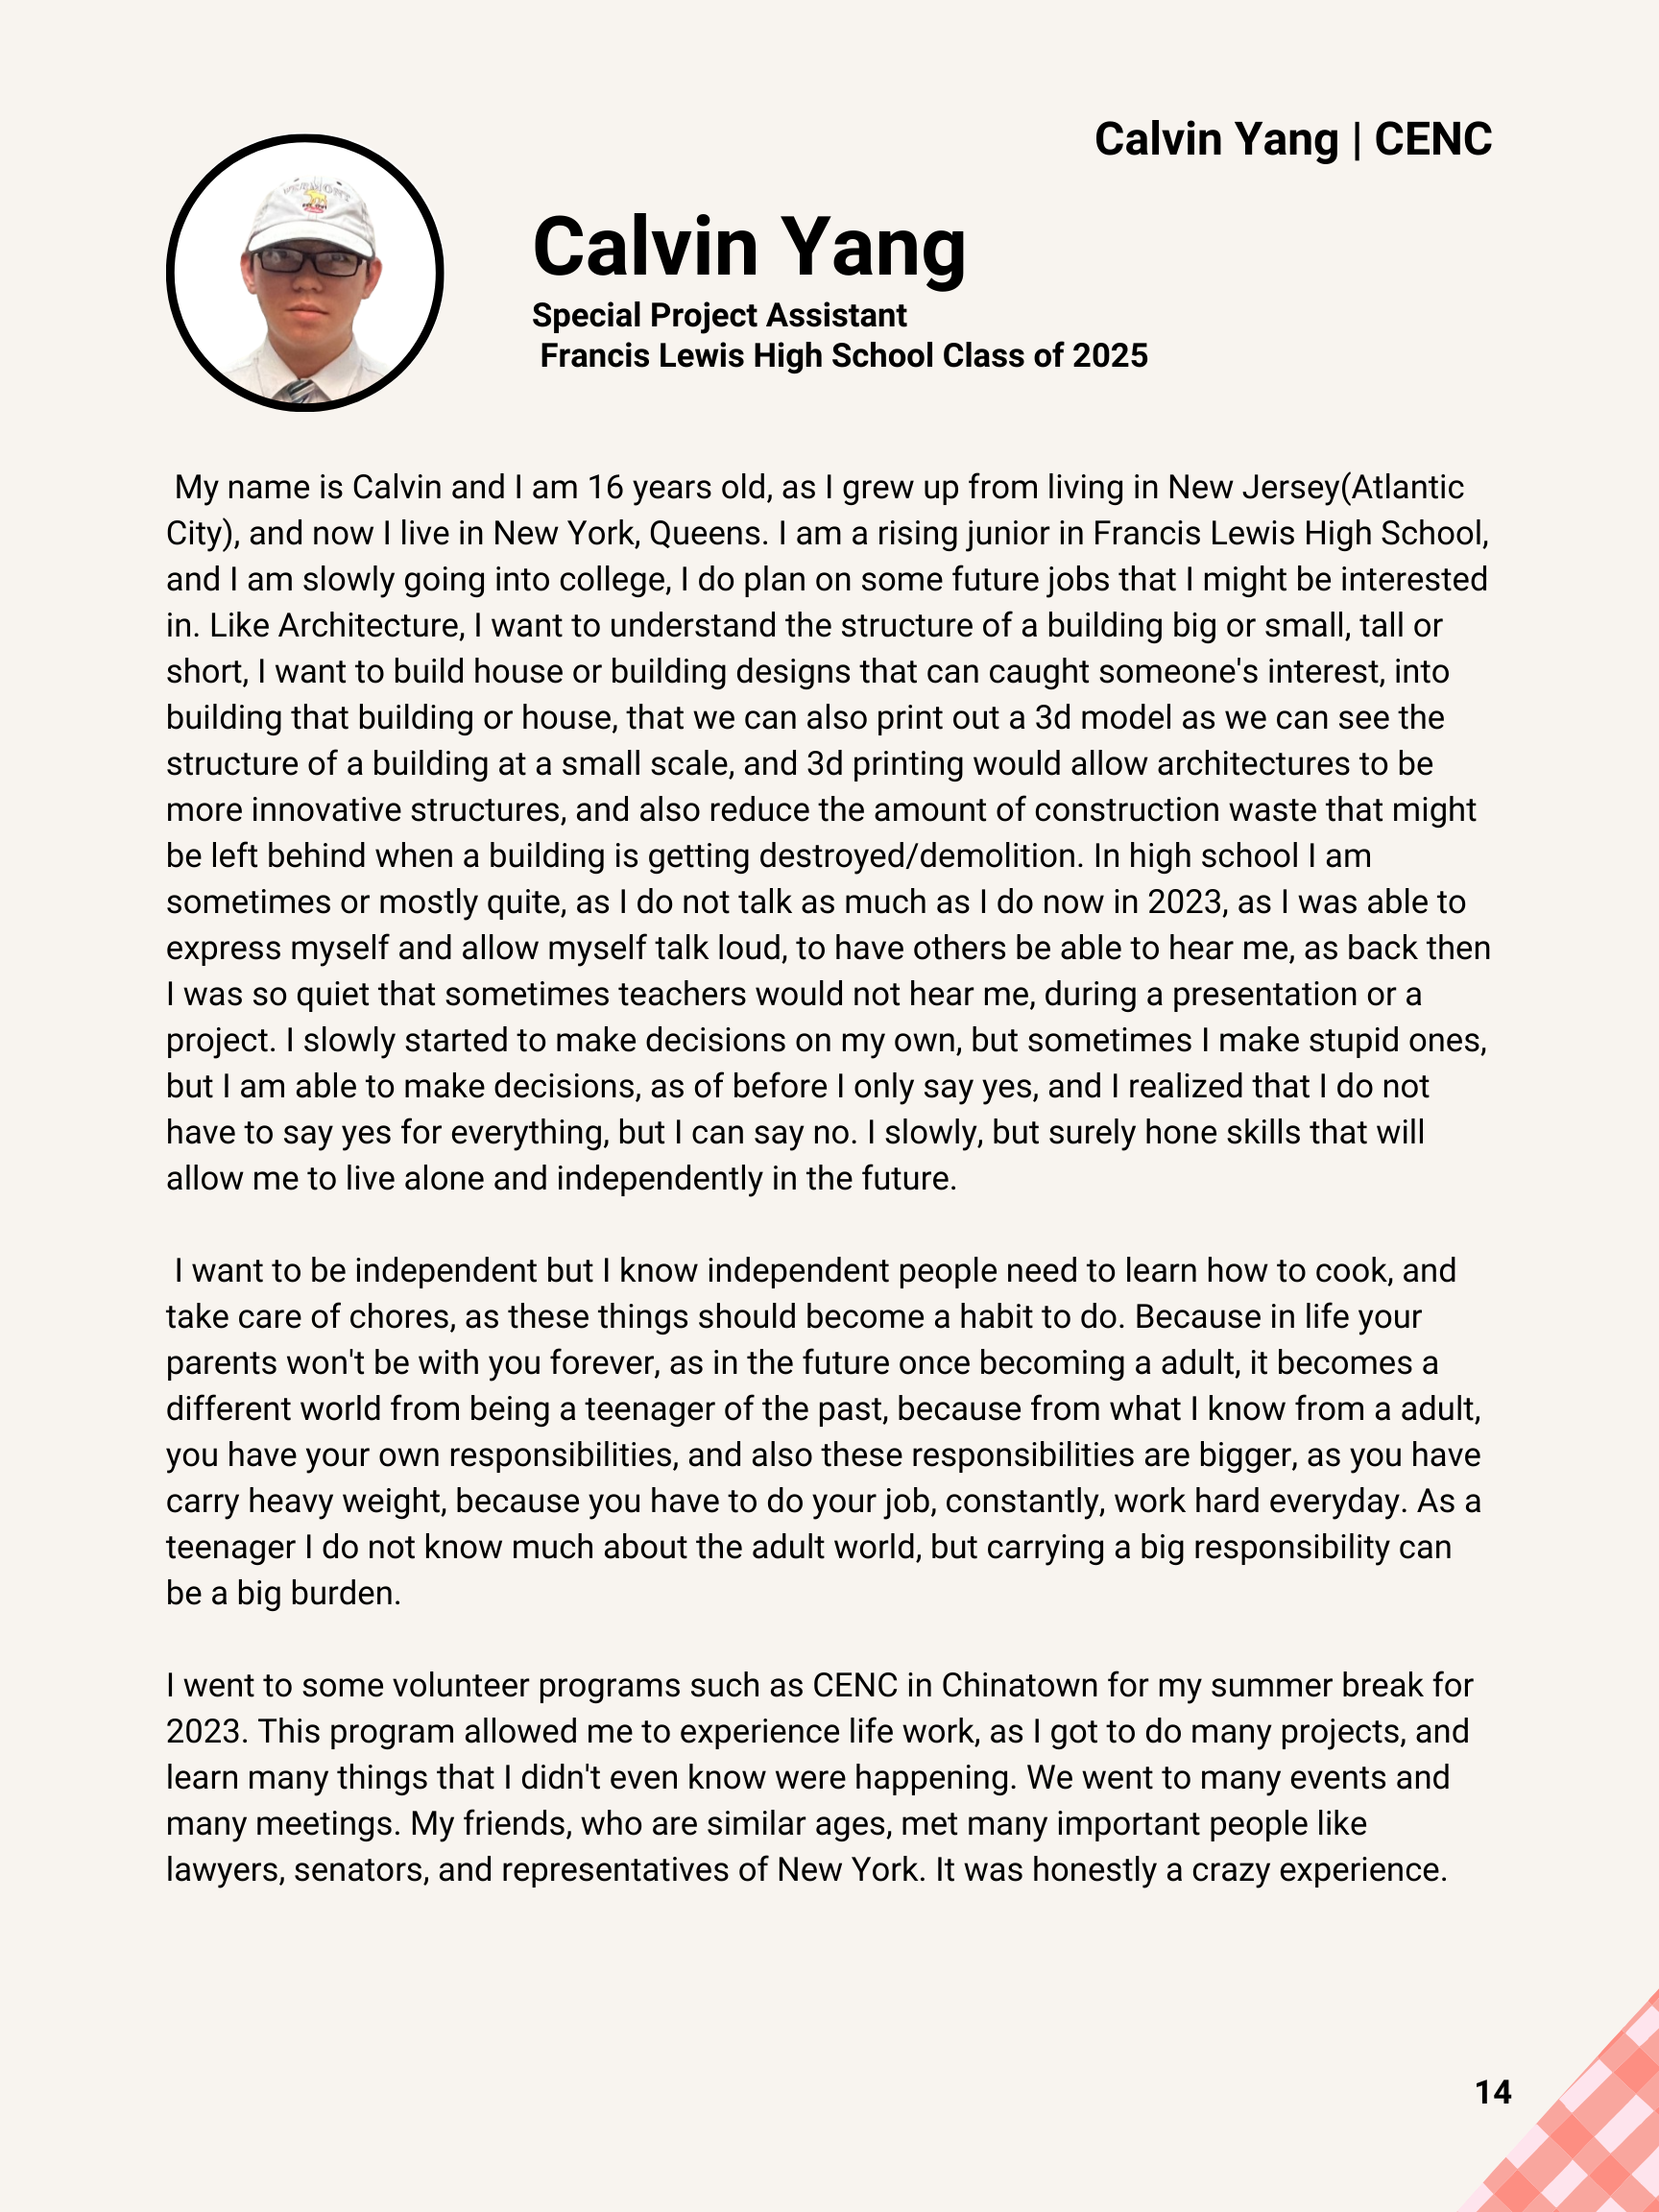 Calvin Yang | CENC
Calvin Yang
Special Project Assistant
Francis Lewis High School Class of 2025
My name is Calvin and I am 16 years old, as I grew up from living in New Jersey(Atlantic
City), and now I live in New York, Queens. I am a rising junior in Francis Lewis High School,
and I am slowly going into college, I do plan on some future jobs that I might be interested
in. Like Architecture, I want to understand the structure of a building big or small, tall or
short, I want to build house or building designs that can caught someone's interest, into
building that building or house, that we can also print out a 3d model as we can see the
structure of a building at a small scale, and 3d printing would allow architectures to be
more innovative structures, and also reduce the amount of construction waste that might
be left behind when a building is getting destroyed/demolition. In high school I am
sometimes or mostly quite, as I do not talk as much as I do now in 2023, as I was able to
express myself and allow myself talk loud, to have others be able to hear me, as back then
I was so quiet that sometimes teachers would not hear me, during a presentation or a
project. I slowly started to make decisions on my own, but sometimes I make stupid ones,
but I am able to make decisions, as of before I only say yes, and I realized that I do not
have to say yes for everything, but I can say no. I slowly, but surely hone skills that will
allow me to live alone and independently in the future.
I want to be independent but I know independent people need to learn how to cook, and
take care of chores, as these things should become a habit to do. Because in life your
parents won't be with you forever, as in the future once becoming a adult, it becomes a
different world from being a teenager of the past, because from what I know from a adult,
you have your own responsibilities, and also these responsibilities are bigger, as you have
carry heavy weight, because you have to do your job, constantly, work hard everyday. As a
teenager I do not know much about the adult world, but carrying a big responsibility can
be a big burden.
I went to some volunteer programs such as CENC in Chinatown for my summer break for
2023. This program allowed me to experience life work, as I got to do many projects, and
learn many things that I didn't even know were happening. We went to many events and
many meetings. My friends, who are similar ages, met many important people like
lawyers, senators, and representatives of New York. It was honestly a crazy experience.
14